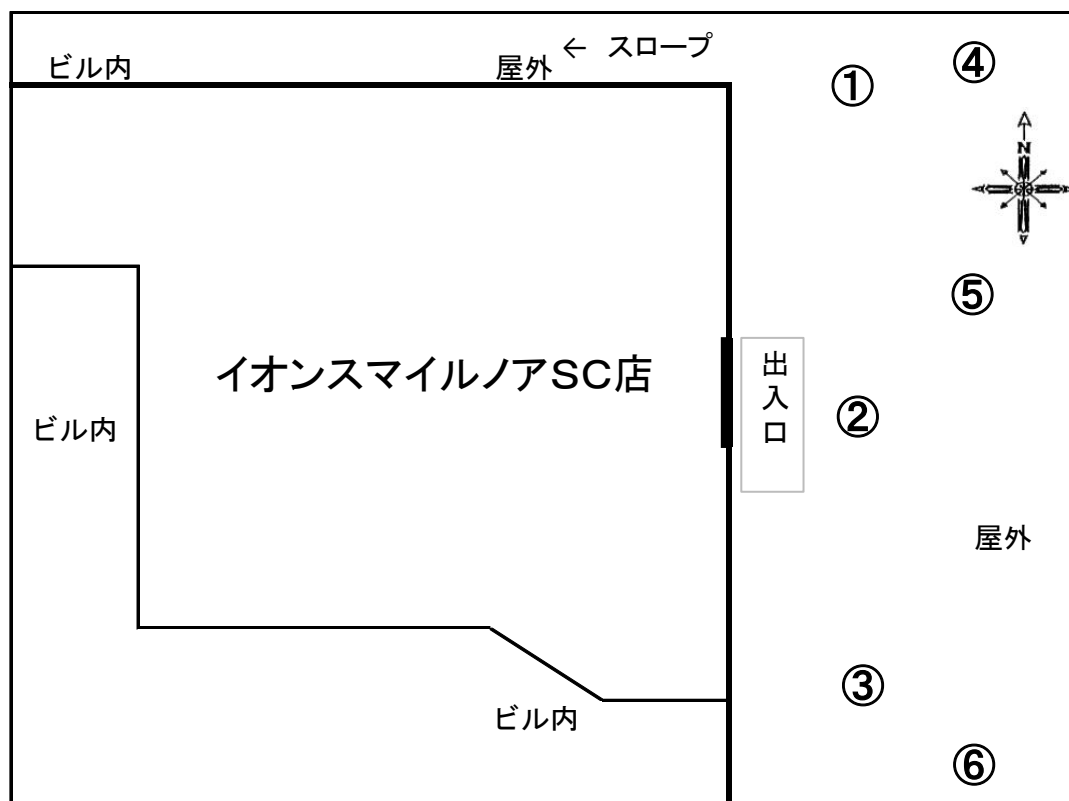 ← スロープ
④
ビル内
屋外
①
N
⑤
イオンスマイルノアSC店
出入口
②
ビル内
屋外
③
ビル内
⑥